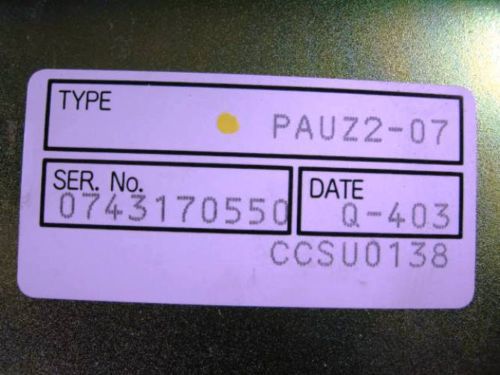 TYPE
PAUZ2-07
SER. No.
0743170550
DATE
Q-403
CCSU0138